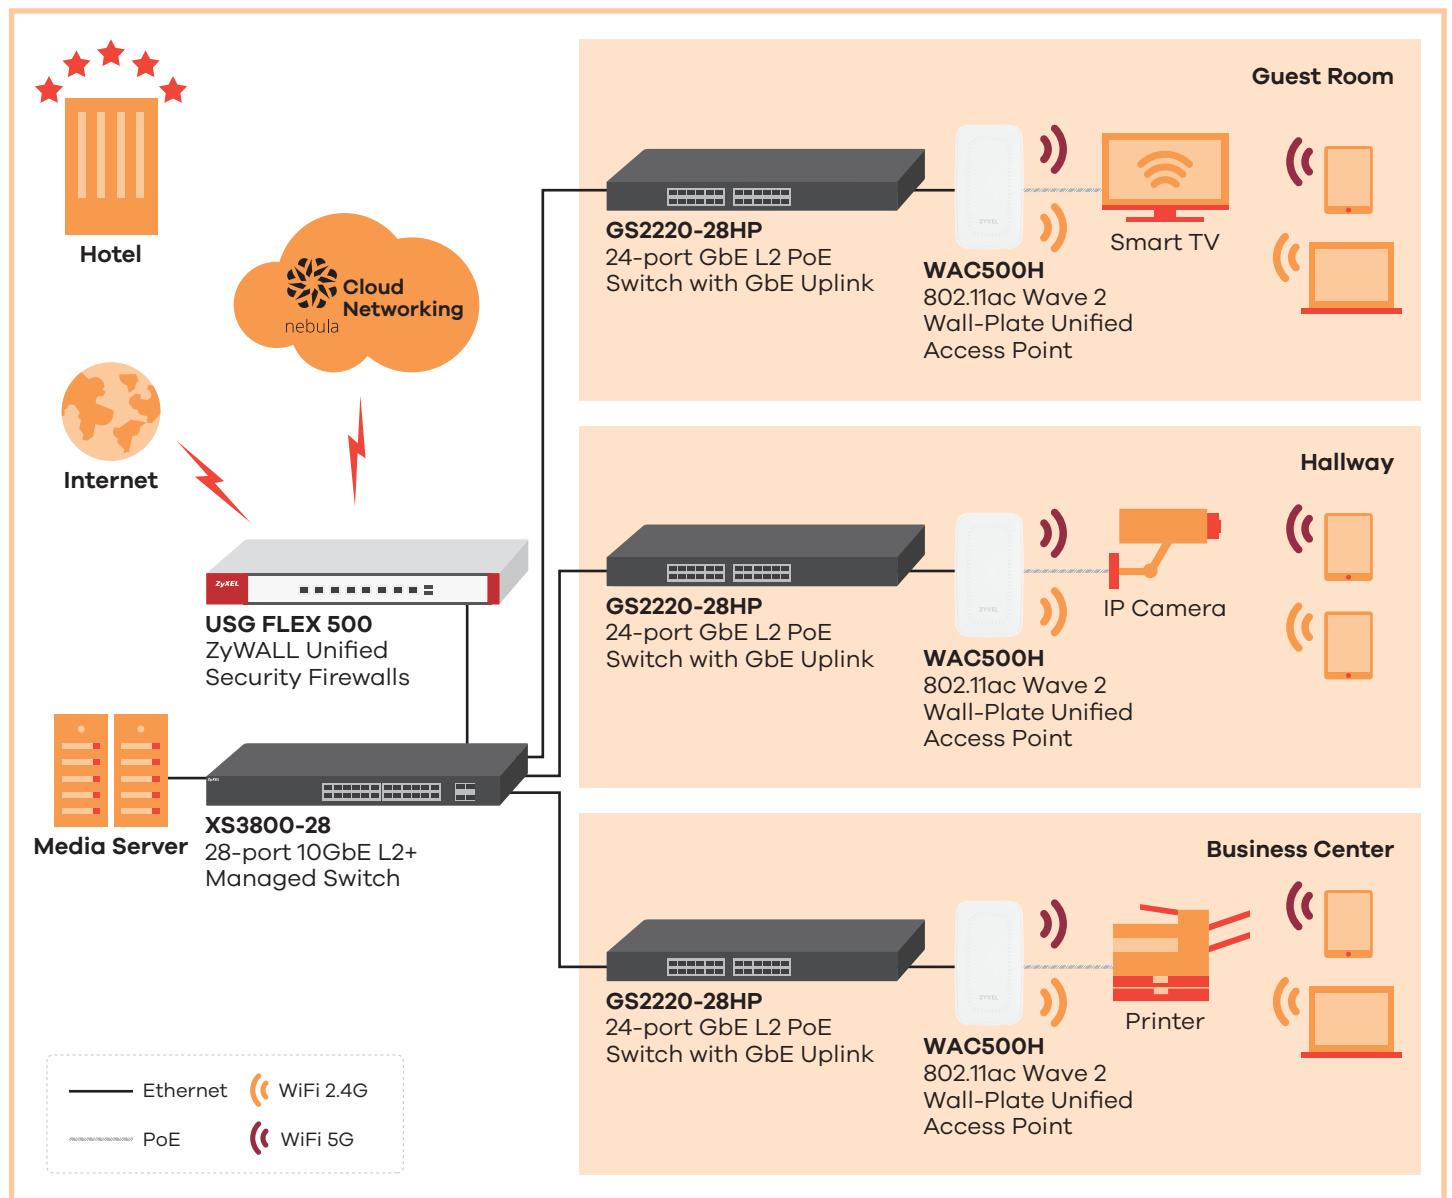 Hotel
nebula
Cloud
Networking
Internet
ZyXEL
USG FLEX 500
ZyWALL Unified
Security Firewalls
Media Server
ZyXEL
XS3800-28
28-port 10GbE L2+
Managed Switch
Guest Room
GS2220-28HP
24-port GbE L2 PoE
Switch with GbE Uplink
ZYXEL
WAC500H
802.11ac Wave 2
Wall-Plate Unified
Access Point
Smart TV
Hallway
GS2220-28HP
24-port GbE L2 PoE
Switch with GbE Uplink
ZYXEL
WAC500H
802.11ac Wave 2
Wall-Plate Unified
Access Point
IP Camera
Business Center
GS2220-28HP
24-port GbE L2 PoE
Switch with GbE Uplink
ZYXEL
WAC500H
802.11ac Wave 2
Wall-Plate Unified
Access Point
Printer
Ethernet
WiFi 2.4G
PoE
WiFi 5G